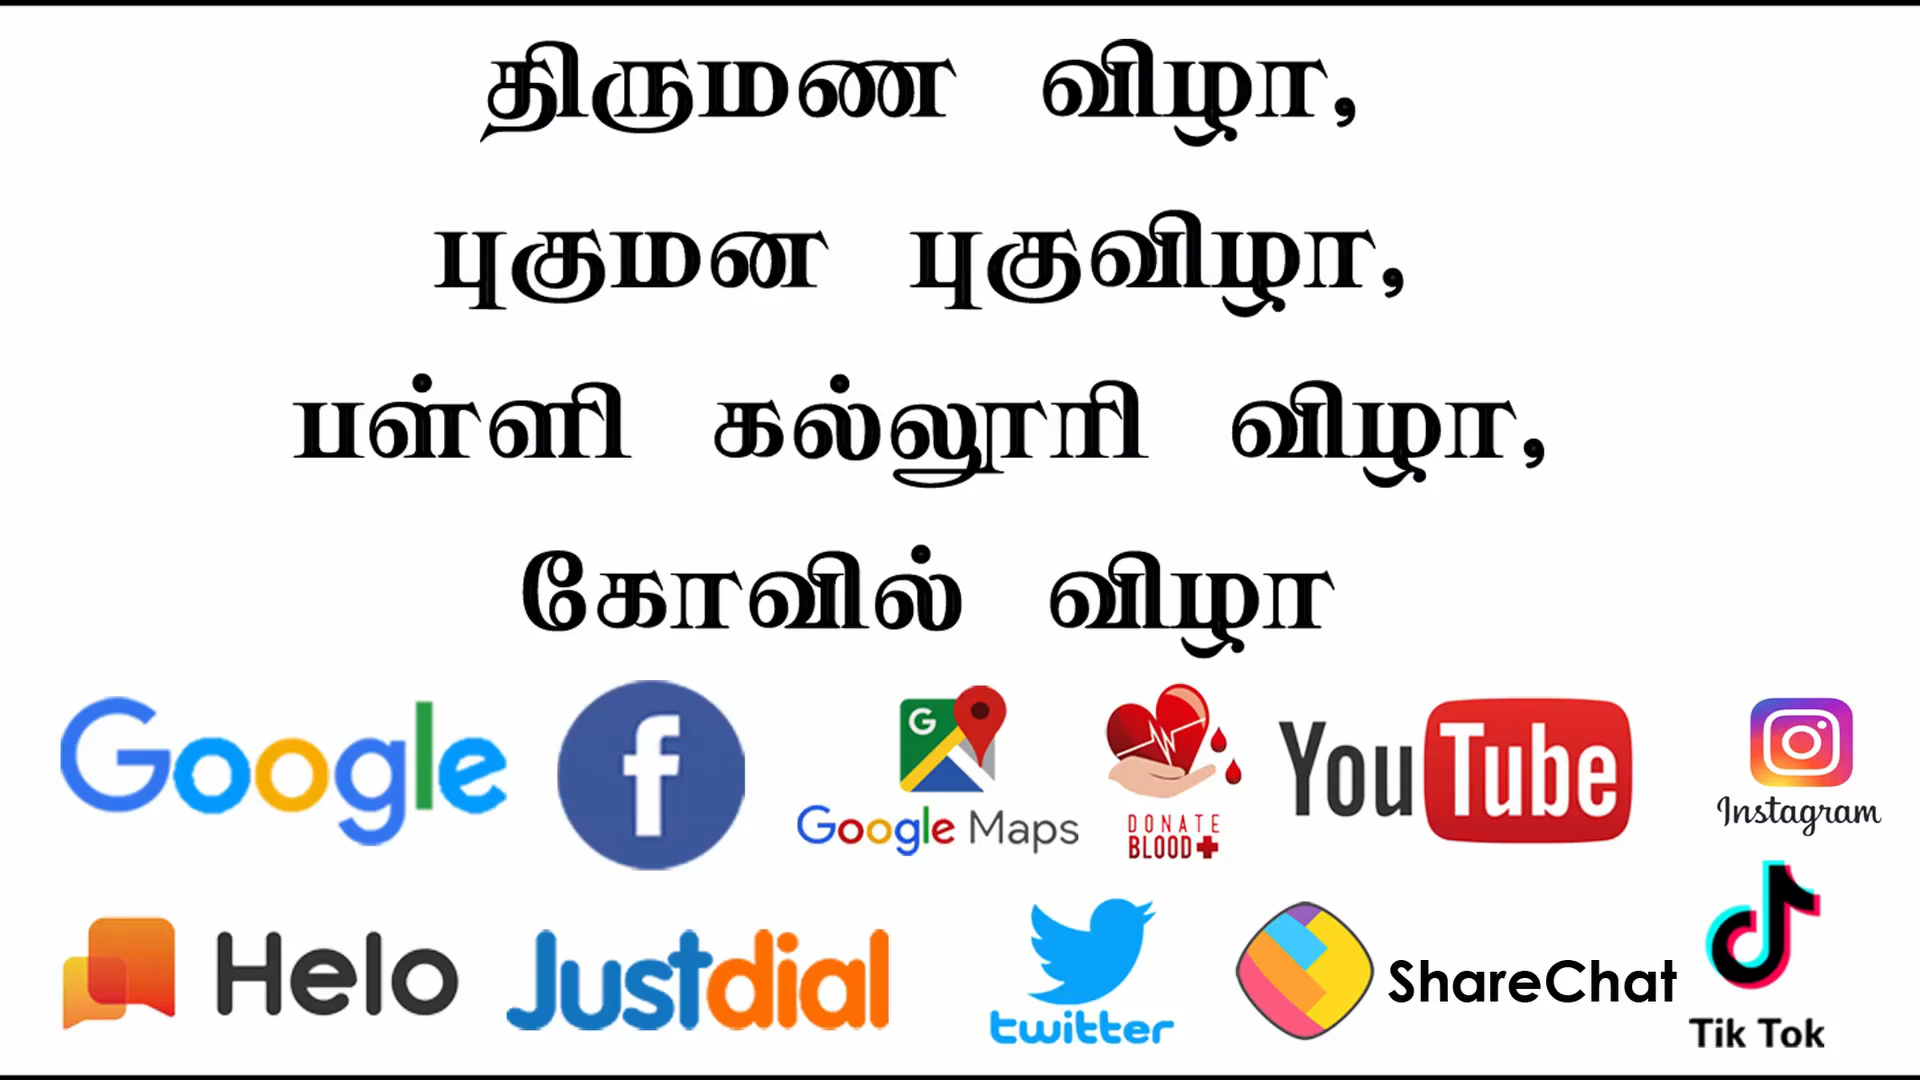 திருமண விழா,
புகுமன புகுவிழா,
பள்ளி கல்லூரி விழா,
கோவில் விழா
Google
f
G
Google Maps
DONATE
BLOOD
YouTube
Instagram
Helo
Justdial
twitter
ShareChat
Tik Tok